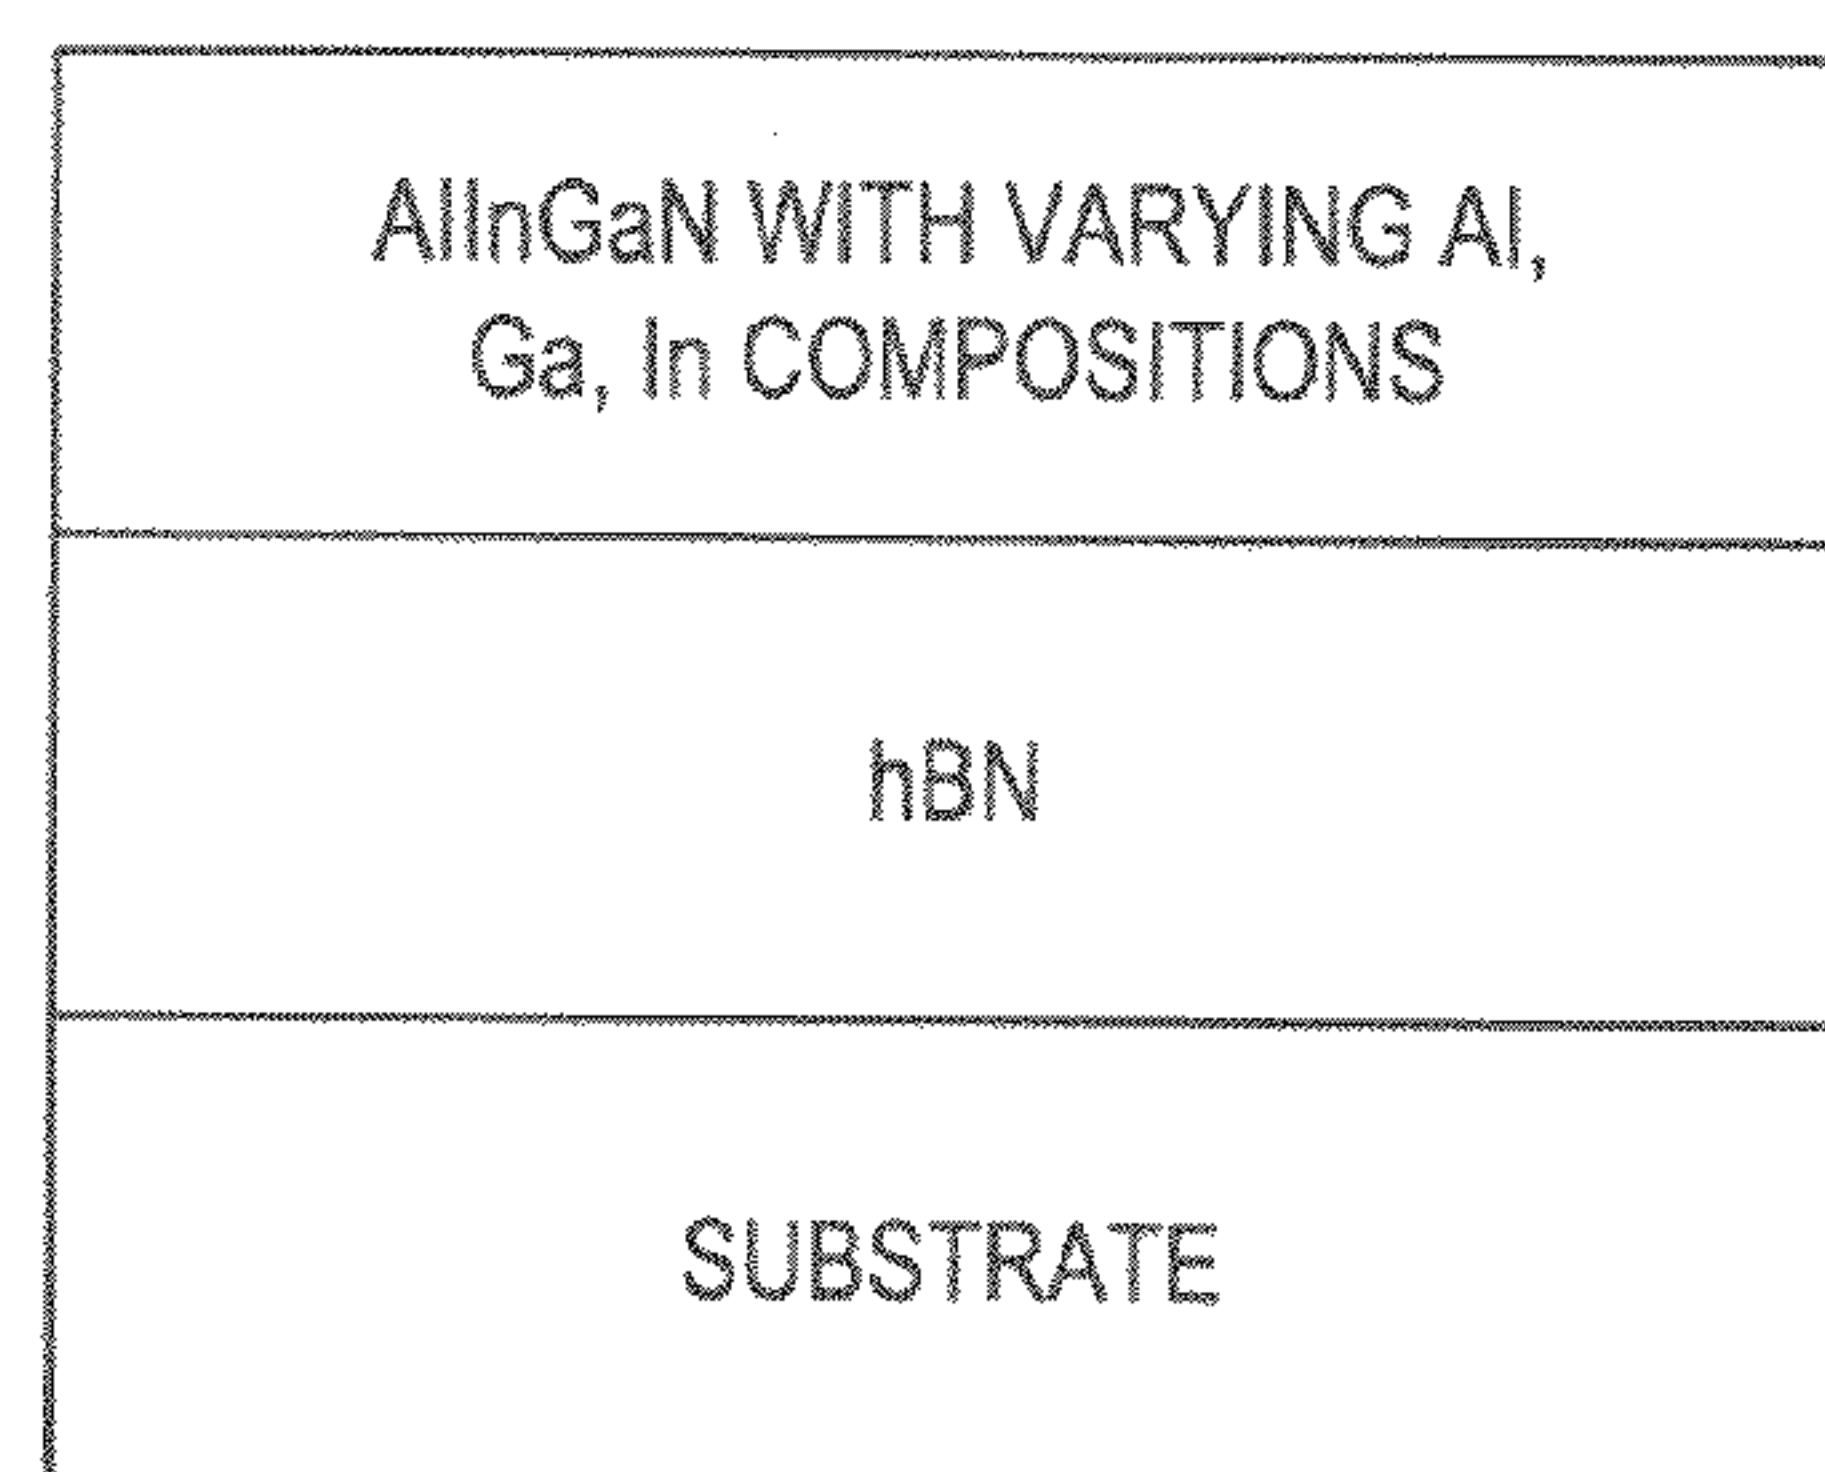 AlInGaN WITH VARYING Al,
Ga, In COMPOSITIONS
hBN
SUBSTRATE